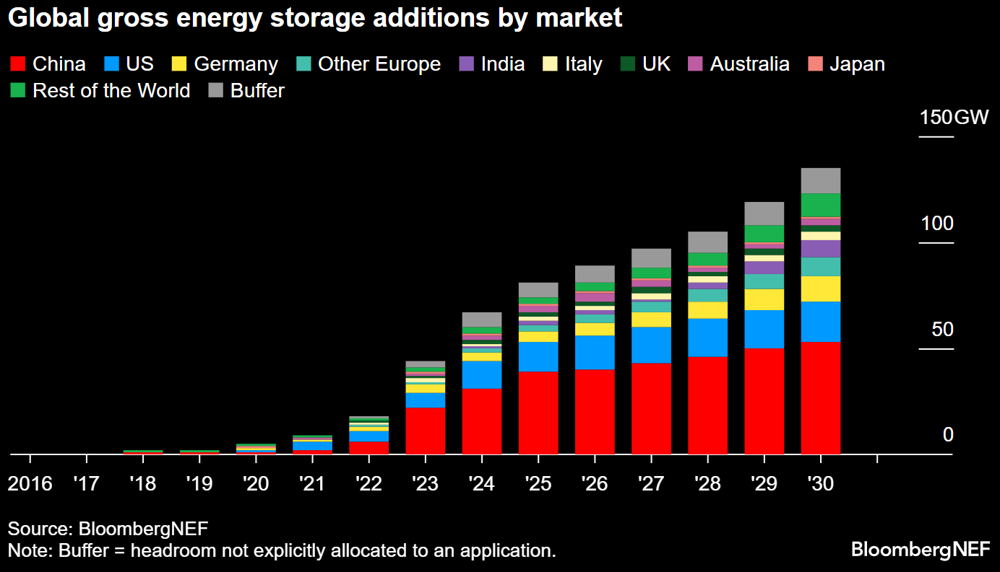 Global gross energy storage additions by market
China US Germany Other Europe India Italy UK Australia Japan
Rest of the World Buffer
150GW
100
50
0
2016 '17 '18 '19 '20 '21 '22 '23 '24 '25 '26 '27 '28 '29 '30
Source: BloombergNEF
Note: Buffer = headroom not explicitly allocated to an application.
BloombergNEF